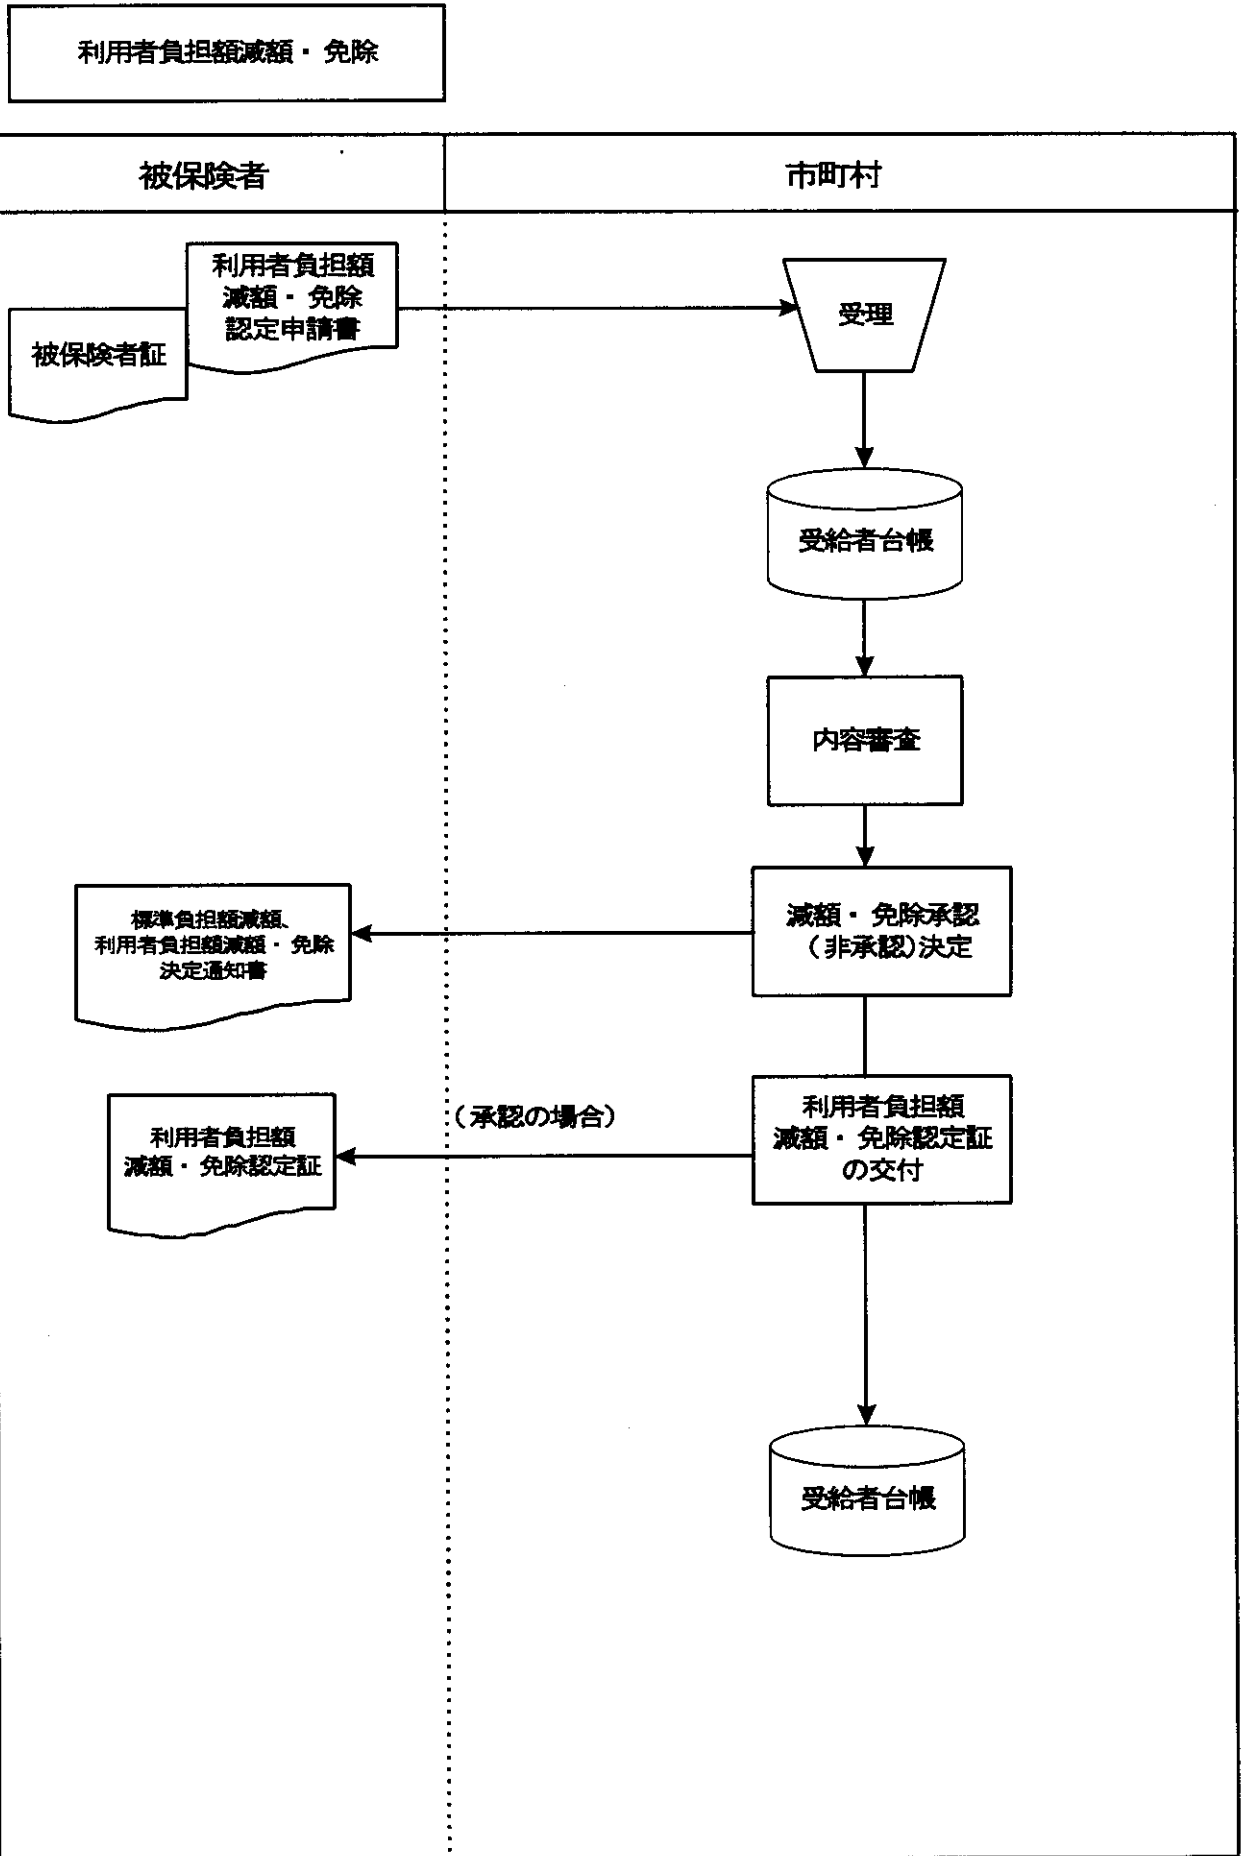 利用者負担額減額・免除
被保険者
市町村
利用者負担額
減額・免除
認定申請書
被保険者証
受理
受給者台帳
内容審査
減額・免除承認
（非承認）決定
標準負担額減額、
利用者負担額減額・免除
決定通知書
利用者負担額
減額・免除認定証
の交付
（承認の場合）
利用者負担額
減額・免除認定証
受給者台帳